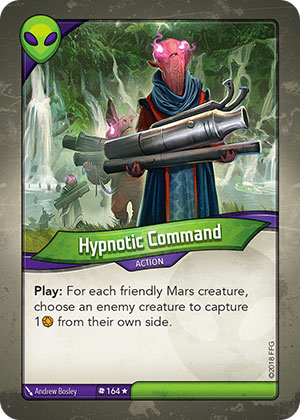 Hypnotic Command
ACTION
Play: For each friendly Mars creature,
choose an enemy creature to capture
1 from their own side.
©2018 FFG
Andrew Bosley
164